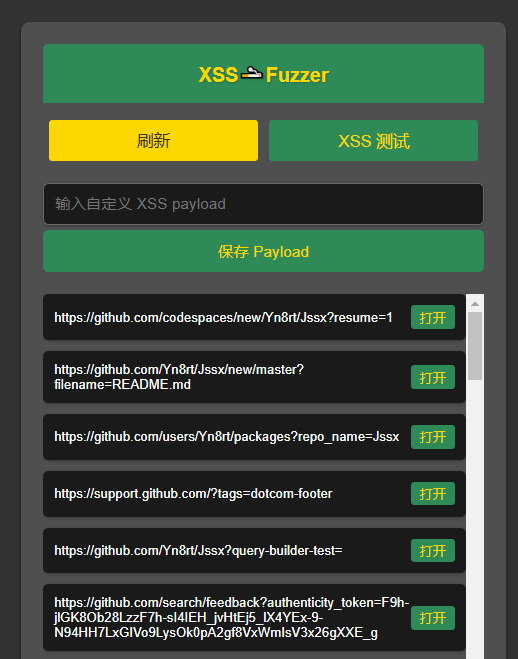 XSS🚬Fuzzer
刷新
XSS 测试
输入自定义 XSS payload
保存 Payload
https://github.com/codespaces/new/Yn8rt/Jssx?resume=1
打开
https://github.com/Yn8rt/Jssx/new/master?
filename=README.md
打开
https://github.com/users/Yn8rt/packages?repo_name=Jssx
打开
https://support.github.com/?tags=dotcom-footer
打开
https://github.com/Yn8rt/Jssx?query-builder-test=
打开
https://github.com/search/feedback?authenticity_token=F9h-
jlGK8Ob28LzzF7h-sI4IEH_jvHtEj5_IX4YEx-9-
N94HH7LxGIVo9LysOk0pA2gf8VxWmlsV3x26gXXE_g
打开